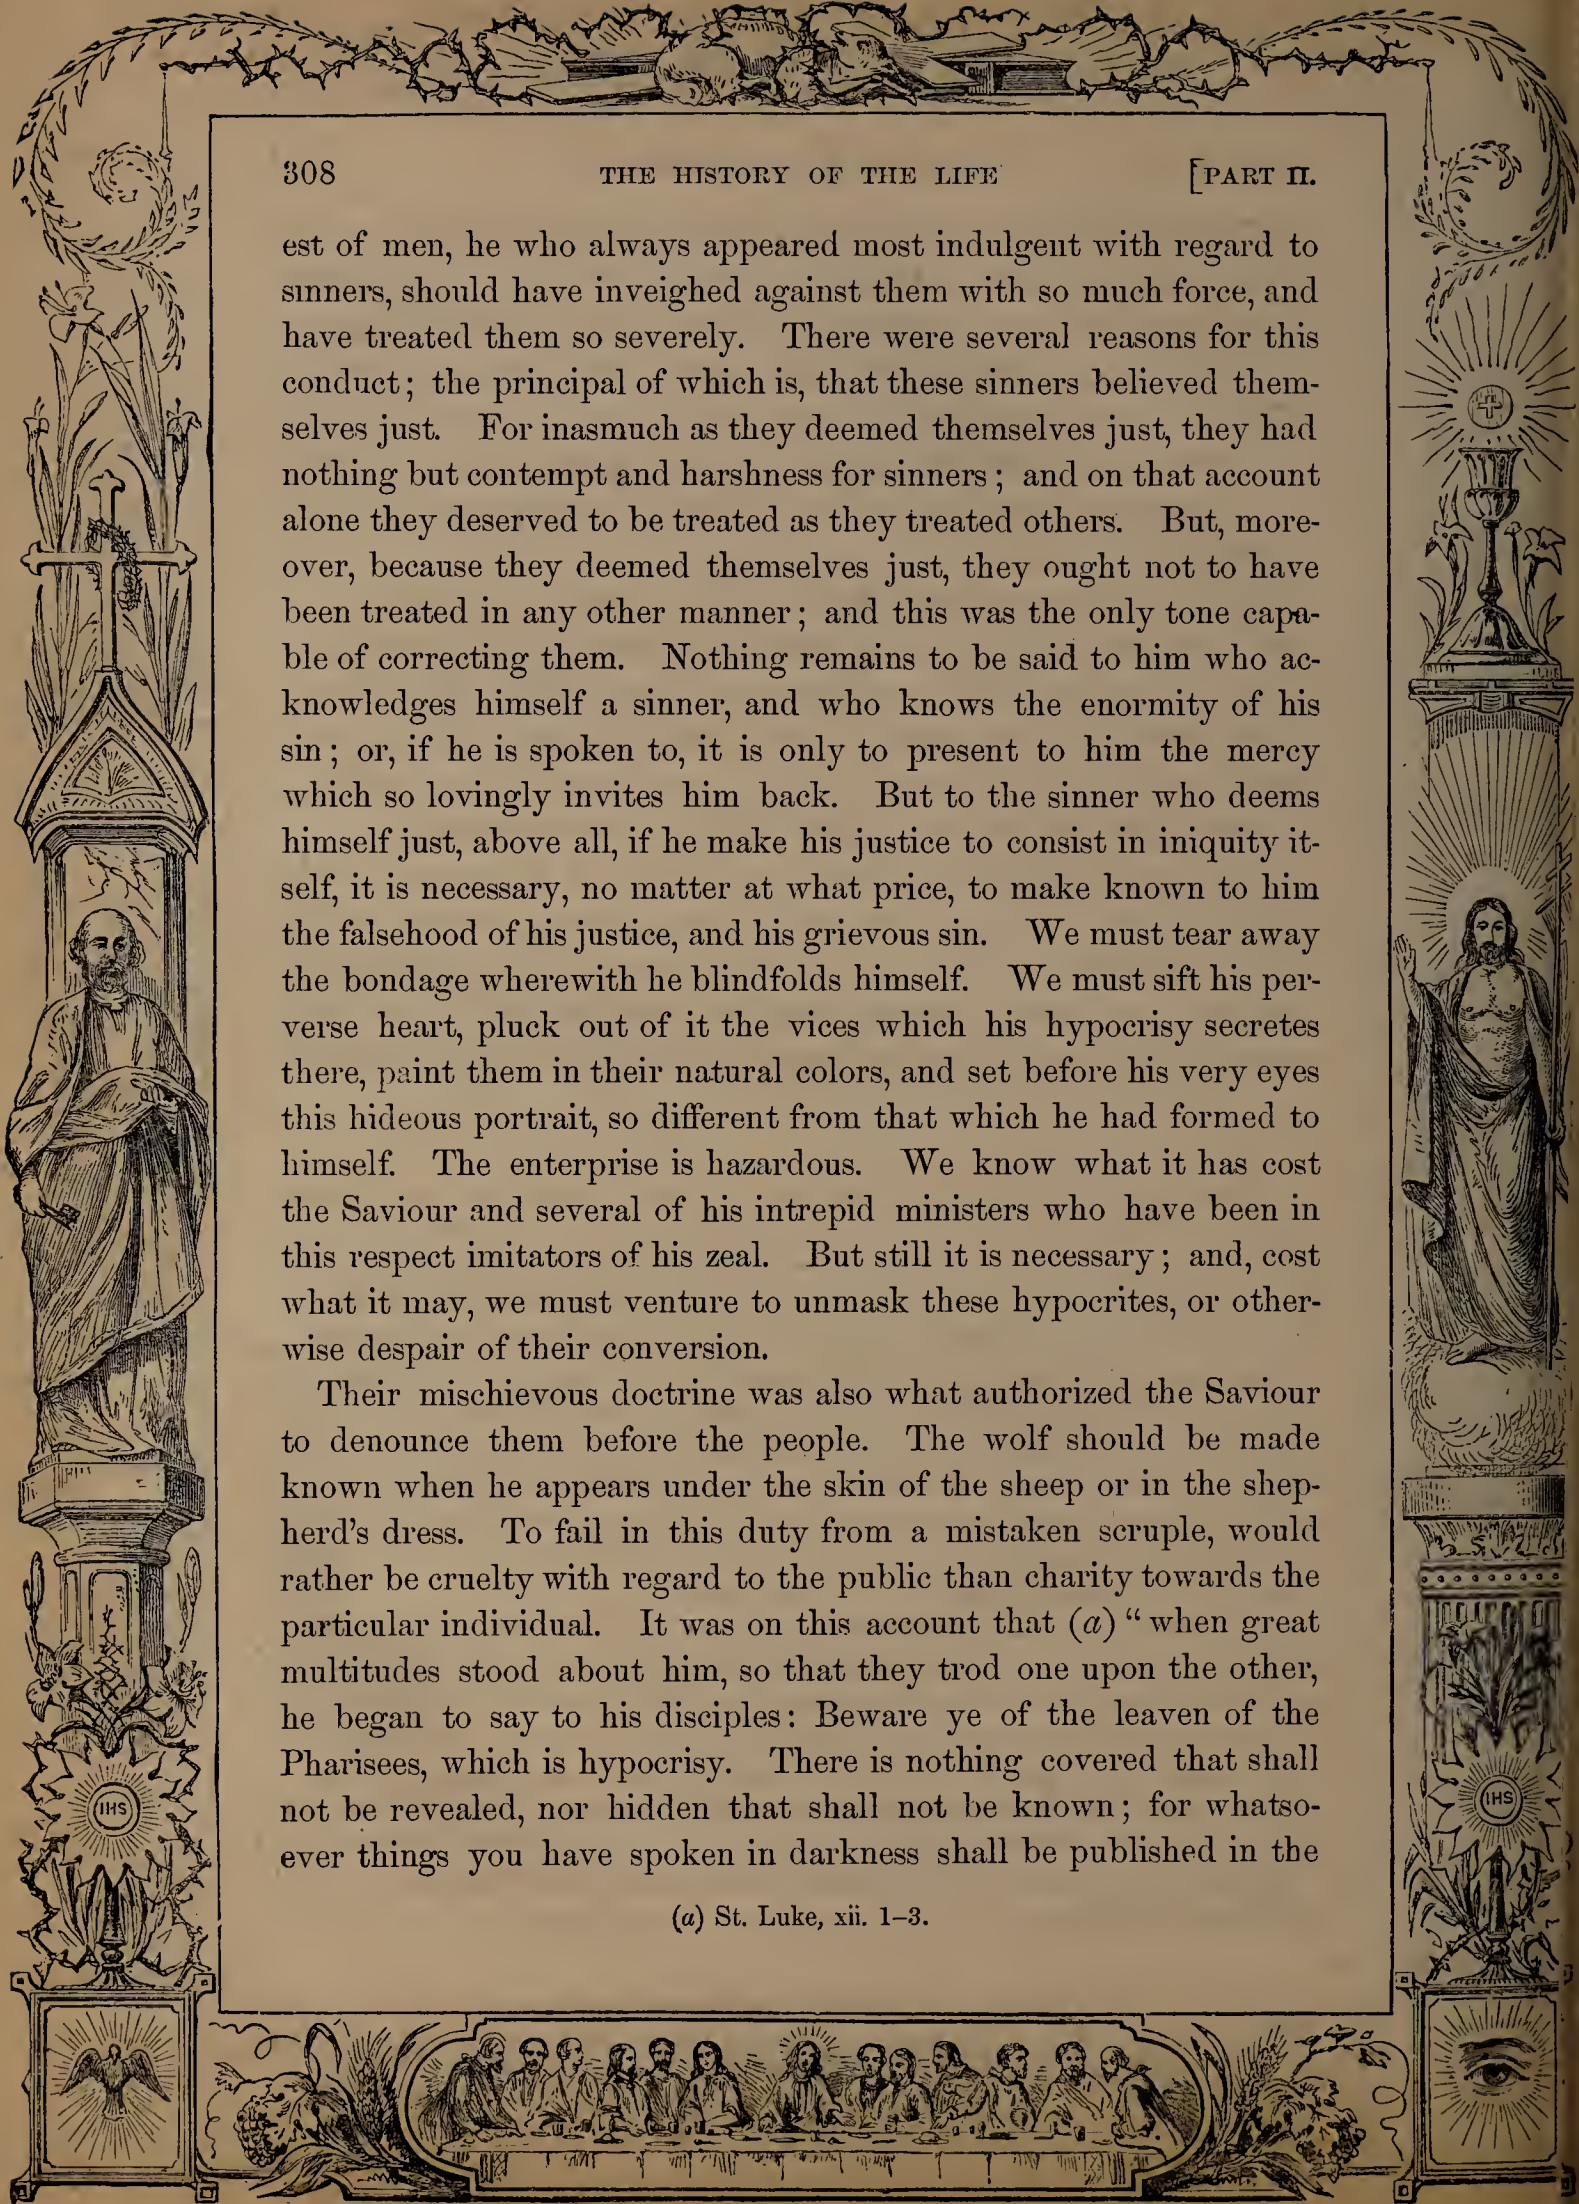 308 THE HISTORY OF THE LIFE [PART II.
est of men, he who always appeared most indulgent with regard to
sinners, should have inveighed against them with so much force, and
have treated them so severely. There were several reasons for this
conduct; the principal of which is, that these sinners believed them-
selves just. For inasmuch as they deemed themselves just, they had
nothing but contempt and harshness for sinners; and on that account
alone they deserved to be treated as they treated others. But, more-
over, because they deemed themselves just, they ought not to have
been treated in any other manner; and this was the only tone capa-
ble of correcting them. Nothing remains to be said to him who ac-
knowledges himself a sinner, and who knows the enormity of his
sin; or, if he is spoken to, it is only to present to him the mercy
which so lovingly invites him back. But to the sinner who deems
himself just, above all, if he make his justice to consist in iniquity it-
self, it is necessary, no matter at what price, to make known to him
the falsehood of his justice, and his grievous sin. We must tear away
the bondage wherewith he blindfolds himself. We must sift his per-
verse heart, pluck out of it the vices which his hypocrisy secretes
there, paint them in their natural colors, and set before his very eyes
this hideous portrait, so different from that which he had formed to
himself. The enterprise is hazardous. We know what it has cost
the Saviour and several of his intrepid ministers who have been in
this respect imitators of his zeal. But still it is necessary; and, cost
what it may, we must venture to unmask these hypocrites, or other-
wise despair of their conversion.
Their mischievous doctrine was also what authorized the Saviour
to denounce them before the people. The wolf should be made
known when he appears under the skin of the sheep or in the shep-
herd's dress. To fail in this duty from a mistaken scruple, would
rather be cruelty with regard to the public than charity towards the
particular individual. It was on this account that (a) "when great
multitudes stood about him, so that they trod one upon the other,
he began to say to his disciples: Beware ye of the leaven of the
Pharisees, which is hypocrisy. There is nothing covered that shall
not be revealed, nor hidden that shall not be known; for whatso-
ever things you have spoken in darkness shall be published in the
(a) St. Luke, xii. 1–3.
IHS
IHS